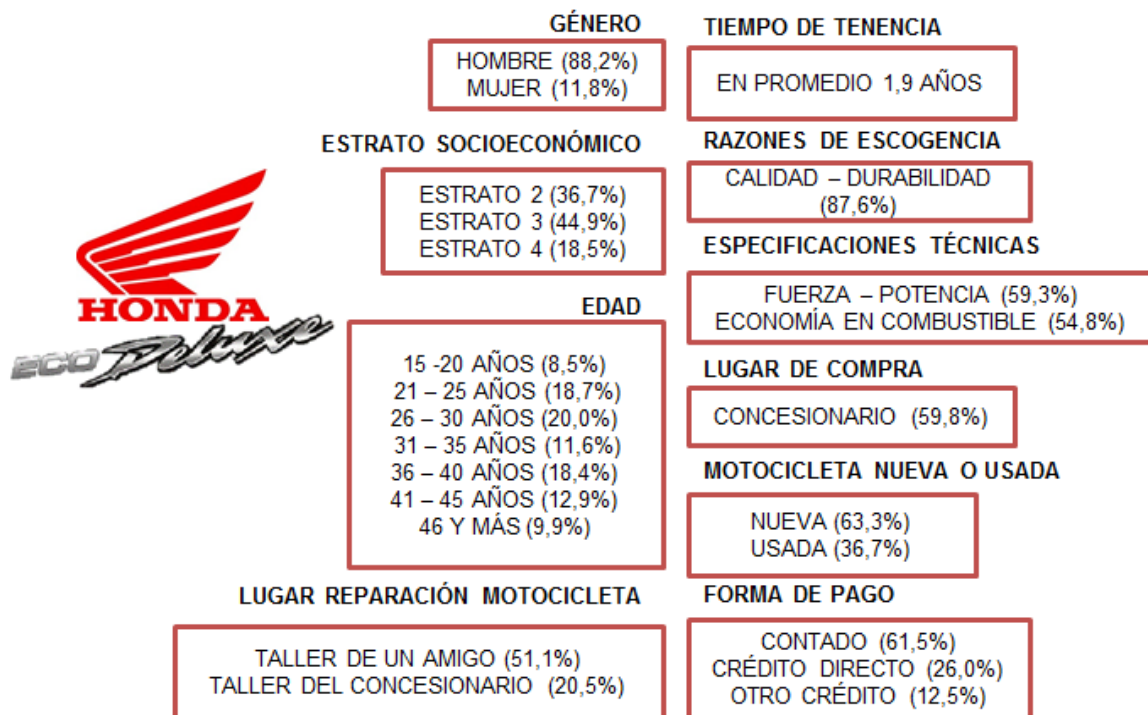 GÉNERO
HOMBRE (88,2%)
MUJER (11,8%)
ESTRATO SOCIOECONÓMICO
ESTRATO 2 (36,7%)
ESTRATO 3 (44,9%)
ESTRATO 4 (18,5%)
HONDA
ECO Deluxe
EDAD
15 -20 AÑOS (8,5%)
21 – 25 AÑOS (18,7%)
26 – 30 AÑOS (20,0%)
31 – 35 AÑOS (11,6%)
36 – 40 AÑOS (18,4%)
41 – 45 AÑOS (12,9%)
46 Y MÁS (9,9%)
LUGAR REPARACIÓN MOTOCICLETA
TALLER DE UN AMIGO (51,1%)
TALLER DEL CONCESIONARIO (20,5%)
TIEMPO DE TENENCIA
EN PROMEDIO 1,9 AÑOS
RAZONES DE ESCOGENCIA
CALIDAD – DURABILIDAD
(87,6%)
ESPECIFICACIONES TÉCNICAS
FUERZA – POTENCIA (59,3%)
ECONOMÍA EN COMBUSTIBLE (54,8%)
LUGAR DE COMPRA
CONCESIONARIO (59,8%)
MOTOCICLETA NUEVA O USADA
NUEVA (63,3%)
USADA (36,7%)
FORMA DE PAGO
CONTADO (61,5%)
CRÉDITO DIRECTO (26,0%)
OTRO CRÉDITO (12,5%)